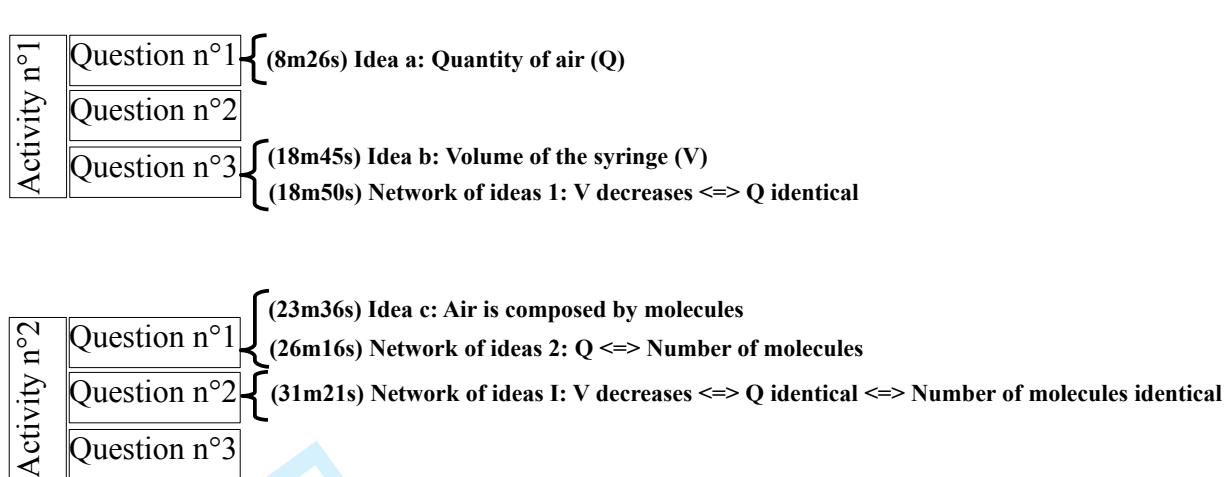 Activity n°1
Question n°1
(8m26s) Idea a: Quantity of air (Q)
Question n°2
Question n°3
(18m45s) Idea b: Volume of the syringe (V)
(18m50s) Network of ideas 1: V decreases <=> Q identical
Activity n°2
Question n°1
(23m36s) Idea c: Air is composed by molecules
(26m16s) Network of ideas 2: Q <=> Number of molecules
Question n°2
(31m21s) Network of ideas I: V decreases <=> Q identical <=> Number of molecules identical
Question n°3